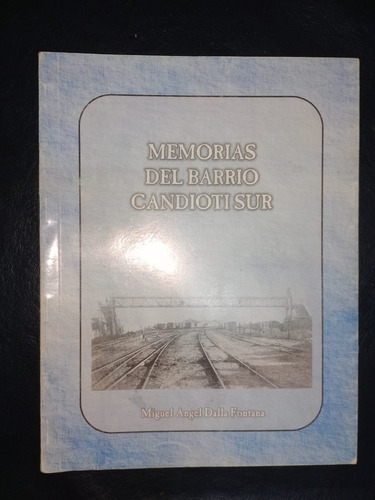 MEMORIAS
DEL BARRIO
CANDIOTI SUR
Miguel Angel Dalla Fontana